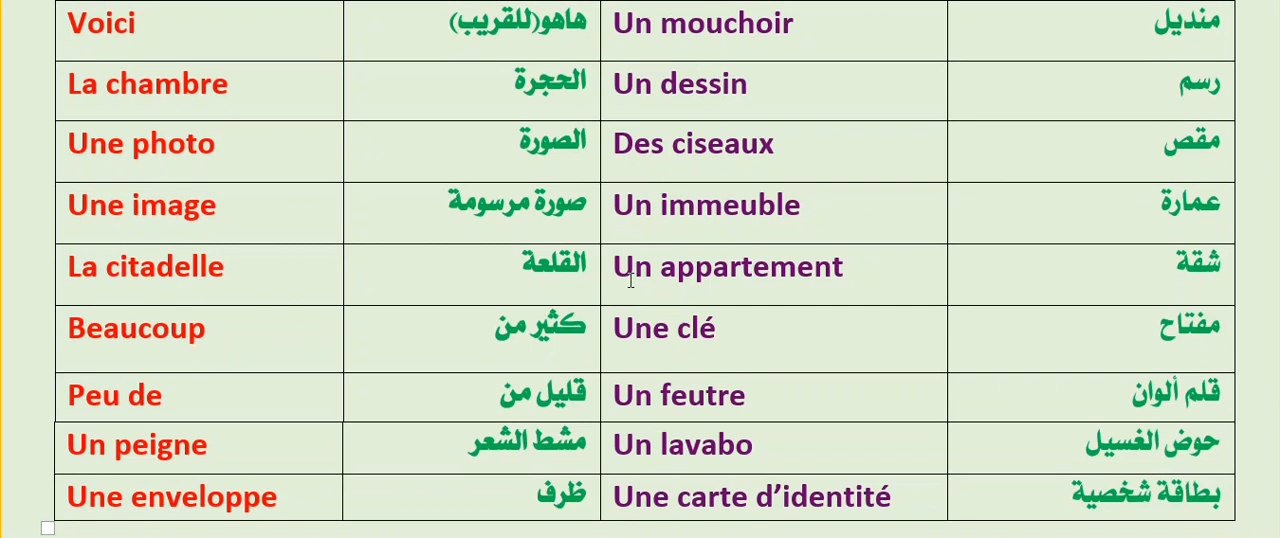 Voici هاهو(للقريب) Un mouchoir منديل
La chambre الحجرة Un dessin رسم
Une photo الصورة Des ciseaux مقص
Une image صورة مرسومة Un immeuble عمارة
La citadelle القلعة Un appartement شقة
Beaucoup كثير من Une clé مفتاح
Peu de قليل من Un feutre قلم ألوان
Un peigne مشط الشعر Un lavabo حوض الغسيل
Une enveloppe ظرف Une carte d’identité بطاقة شخصية